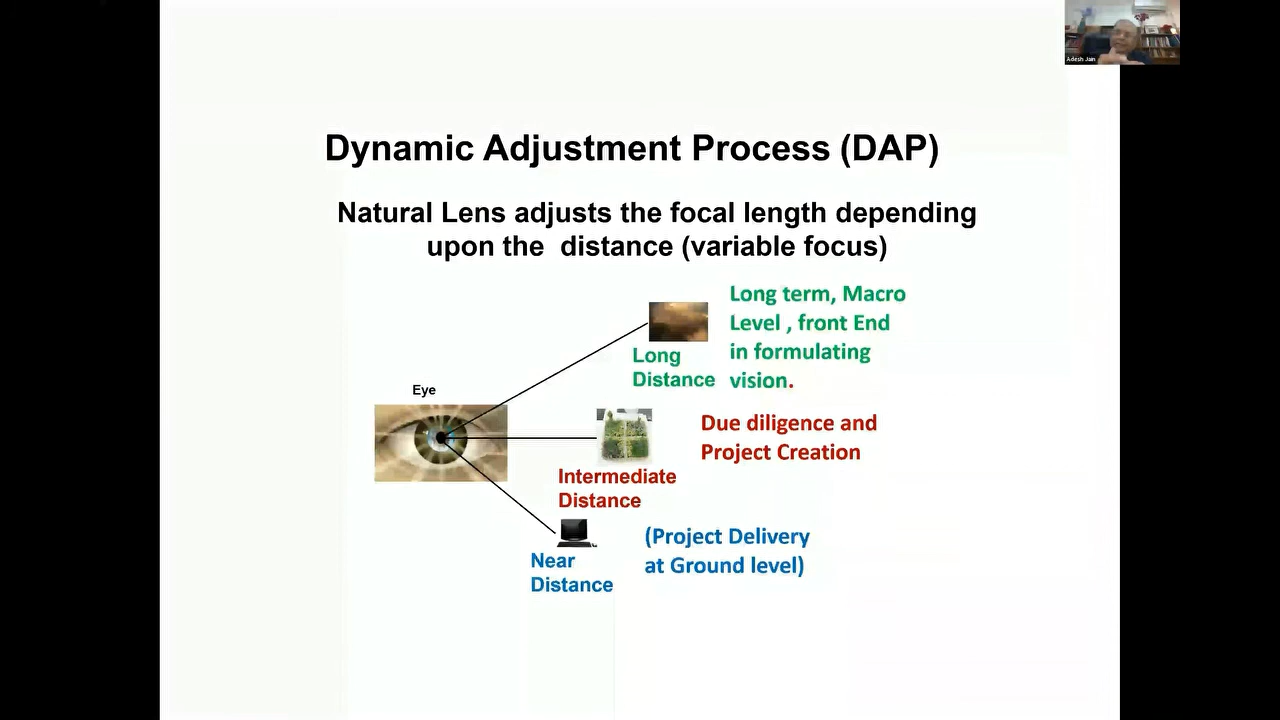 Adesh Jain
Dynamic Adjustment Process (DAP)
Natural Lens adjusts the focal length depending
upon the distance (variable focus)
Long term, Macro
Level , front End
in formulating
vision.
Long
Distance
Eye
Due diligence and
Project Creation
Intermediate
Distance
(Project Delivery
at Ground level)
Near
Distance